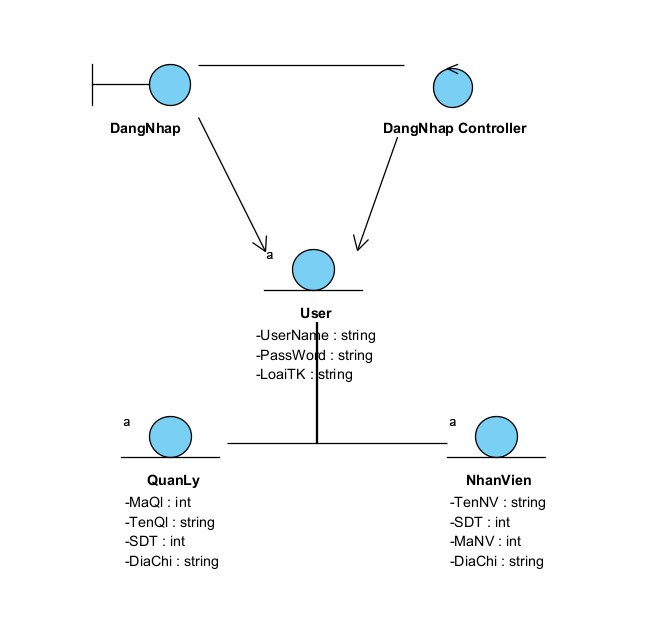 DangNhap
DangNhap Controller
a
User
-UserName : string
-PassWord : string
-LoaiTK : string
a
QuanLy
-MaQl : int
-TenQl : string
-SDT : int
-DiaChi : string
a
NhanVien
-TenNV : string
-SDT : int
-MaNV : int
-DiaChi : string